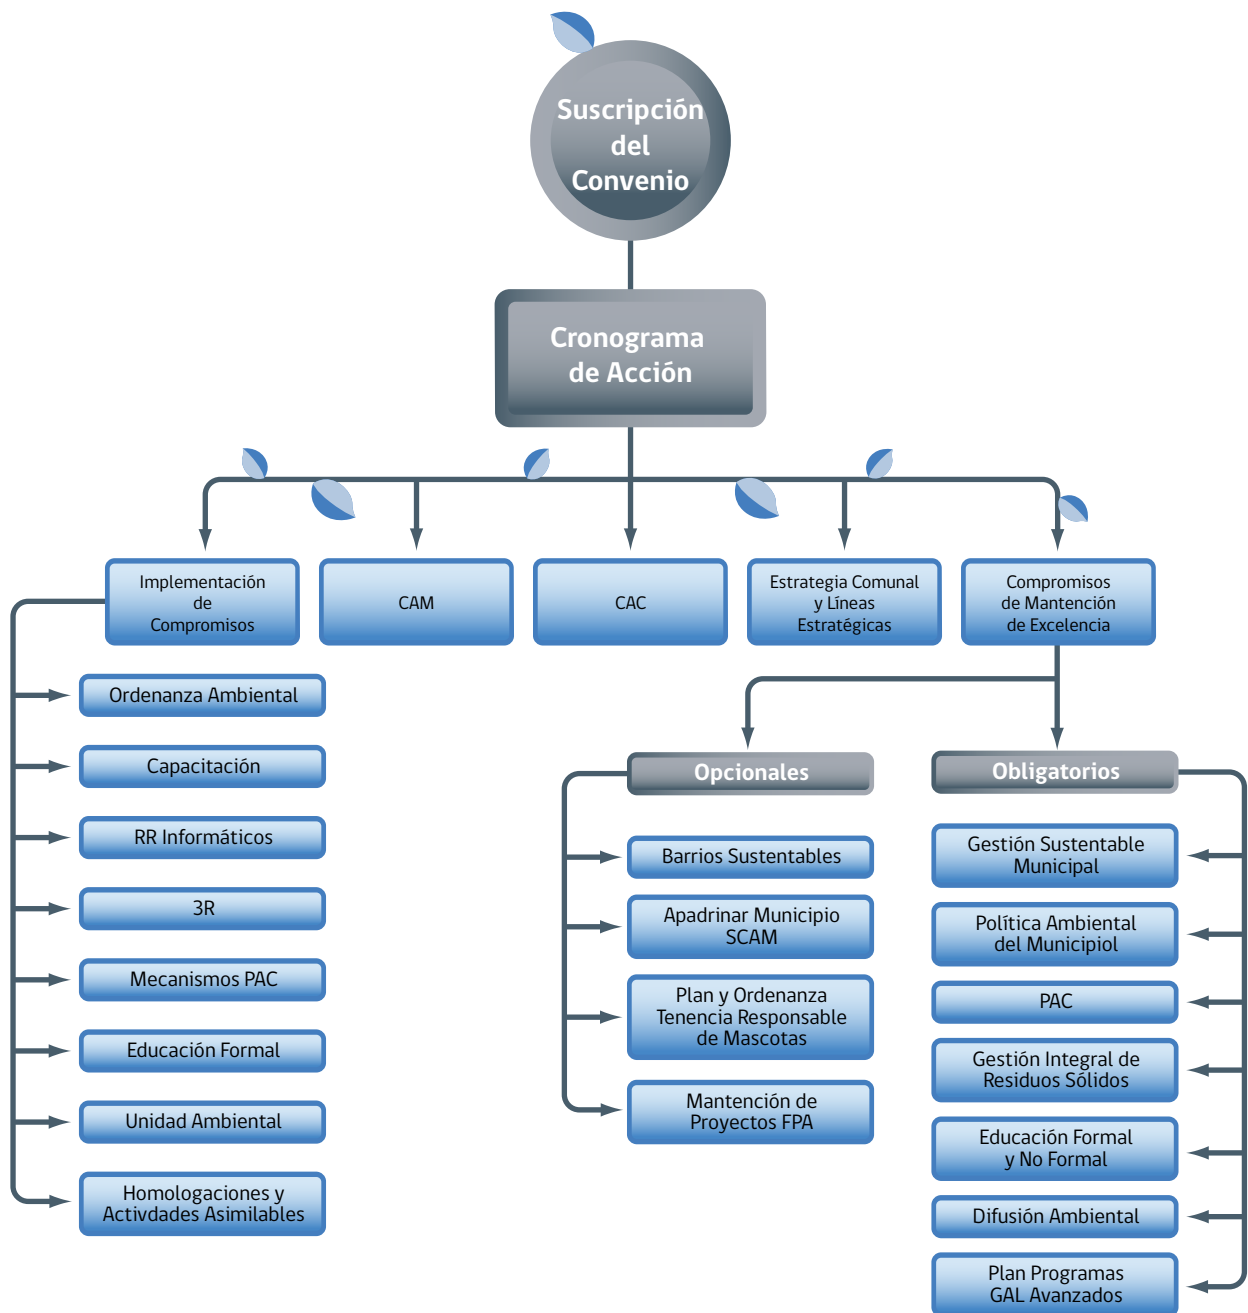 Suscripción
del
Convenio
Cronograma
de Acción
Implementación
de
Compromisos
CAM
CAC
Estrategia Comunal
y Líneas
Estratégicas
Compromisos
de Mantención
de Excelencia
Ordenanza Ambiental
Capacitación
RR Informáticos
3R
Mecanismos PAC
Educación Formal
Unidad Ambiental
Homologaciones y
Activdades Asimilables
Opcionales
Barrios Sustentables
Apadrinar Municipio
SCAM
Plan y Ordenanza
Tenencia Responsable
de Mascotas
Mantención de
Proyectos FPA
Obligatorios
Gestión Sustentable
Municipal
Política Ambiental
del Municipiol
PAC
Gestión Integral de
Residuos Sólidos
Educación Formal
y No Formal
Difusión Ambiental
Plan Programas
GAL Avanzados